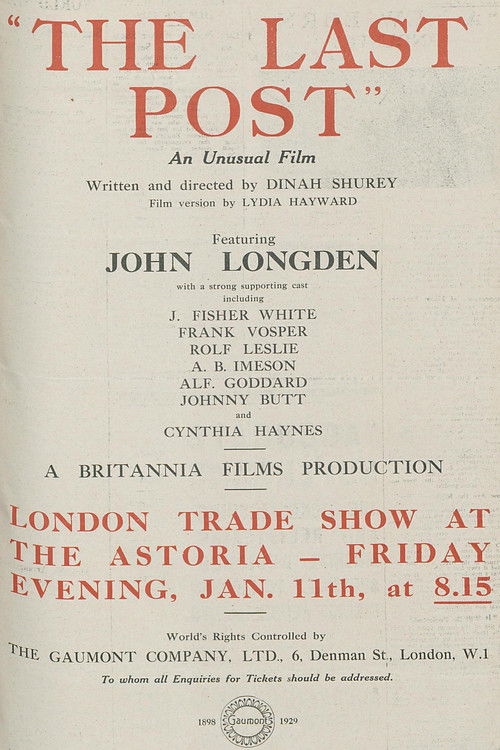 “THE LAST
POST”
An Unusual Film
Written and directed by DINAH SHUREY
Film version by LYDIA HAYWARD
Featuring
JOHN LONGDEN
with a strong supporting cast
including
J. FISHER WHITE
FRANK VOSPER
ROLF LESLIE
A. B. IMESON
ALF. GODDARD
JOHNNY BUTT
and
CYNTHIA HAYNES
A BRITANNIA FILMS PRODUCTION
LONDON TRADE SHOW AT
THE ASTORIA — FRIDAY
EVENING, JAN. 11th, at 8.15
World's Rights Controlled by
THE GAUMONT COMPANY, LTD., 6, Denman St., London, W.1
To whom all Enquiries for Tickets should be addressed.
1898 Gaumont 1929